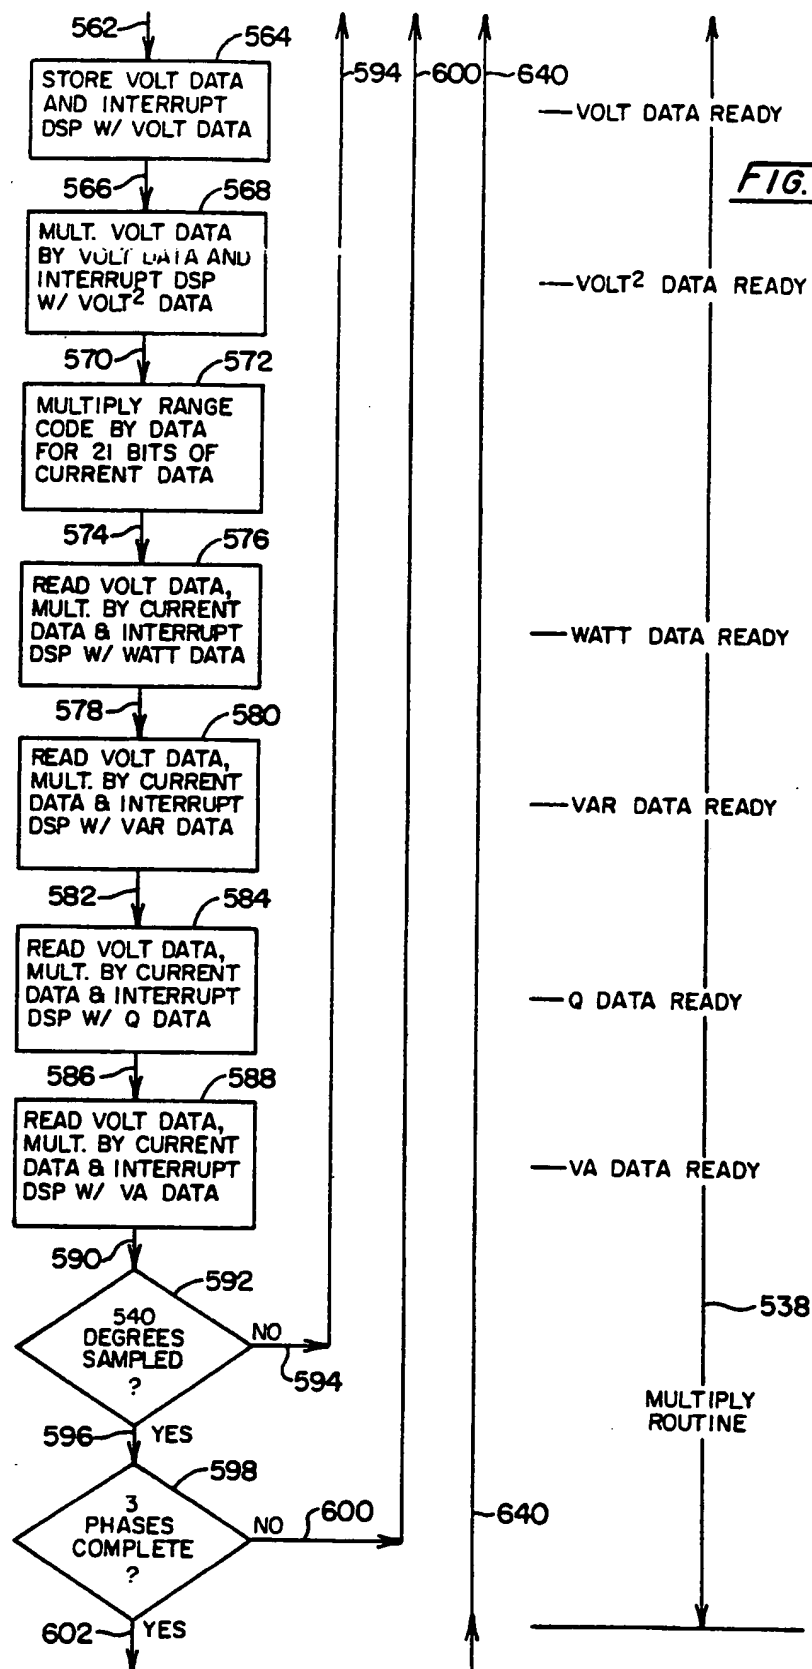 562
564
594
600
640
STORE VOLT DATA
AND INTERRUPT
DSP W/ VOLT DATA
VOLT DATA READY
FIG.
566
568
MULT. VOLT DATA
BY VOLT DATA AND
INTERRUPT DSP
W/ VOLT² DATA
VOLT² DATA READY
570
572
MULTIPLY RANGE
CODE BY DATA
FOR 21 BITS OF
CURRENT DATA
574
576
READ VOLT DATA,
MULT. BY CURRENT
DATA & INTERRUPT
DSP W/ WATT DATA
WATT DATA READY
578
580
READ VOLT DATA,
MULT. BY CURRENT
DATA & INTERRUPT
DSP W/ VAR DATA
VAR DATA READY
582
584
READ VOLT DATA,
MULT. BY CURRENT
DATA & INTERRUPT
DSP W/ Q DATA
Q DATA READY
586
588
READ VOLT DATA,
MULT. BY CURRENT
DATA & INTERRUPT
DSP W/ VA DATA
VA DATA READY
590
592
540
DEGREES
SAMPLED
?
NO
594
538
MULTIPLY
ROUTINE
596
YES
598
3
PHASES
COMPLETE
?
NO
600
640
602
YES